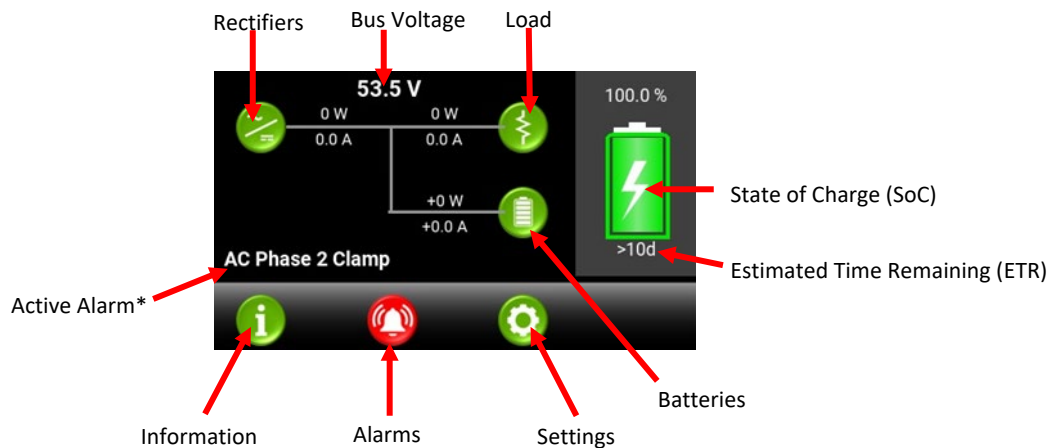 Rectifiers
Bus Voltage
Load
53.5 V
100.0 %
0 W
0 W
0.0 A
0.0 A
State of Charge (SoC)
+0 W
+0.0 A
>10d
AC Phase 2 Clamp
Estimated Time Remaining (ETR)
Active Alarm*
Batteries
Information
Alarms
Settings